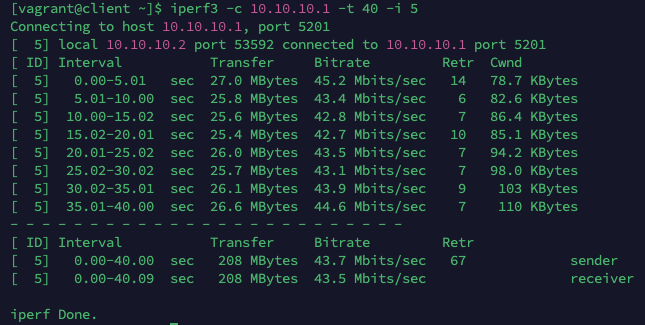 [vagrant@client ~]$ iperf3 -c 10.10.10.1 -t 40 -i 5
Connecting to host 10.10.10.1, port 5201
[  5] local 10.10.10.2 port 53592 connected to 10.10.10.1 port 5201
[ ID] Interval           Transfer     Bitrate         Retr  Cwnd
[  5]   0.00-5.01   sec  27.0 MBytes  45.2 Mbits/sec   14   78.7 KBytes
[  5]   5.01-10.00  sec  25.8 MBytes  43.4 Mbits/sec    6   82.6 KBytes
[  5]  10.00-15.02  sec  25.6 MBytes  42.8 Mbits/sec    7   86.4 KBytes
[  5]  15.02-20.01  sec  25.4 MBytes  42.7 Mbits/sec   10   85.1 KBytes
[  5]  20.01-25.02  sec  26.0 MBytes  43.5 Mbits/sec    7   94.2 KBytes
[  5]  25.02-30.02  sec  25.7 MBytes  43.1 Mbits/sec    7   98.0 KBytes
[  5]  30.02-35.01  sec  26.1 MBytes  43.9 Mbits/sec    9    103 KBytes
[  5]  35.01-40.00  sec  26.6 MBytes  44.6 Mbits/sec    7    110 KBytes
- - - - - - - - - - - - - - - - - - - - - - - - -
[ ID] Interval           Transfer     Bitrate         Retr
[  5]   0.00-40.00  sec   208 MBytes  43.7 Mbits/sec   67             sender
[  5]   0.00-40.09  sec   208 MBytes  43.5 Mbits/sec                  receiver
iperf Done.